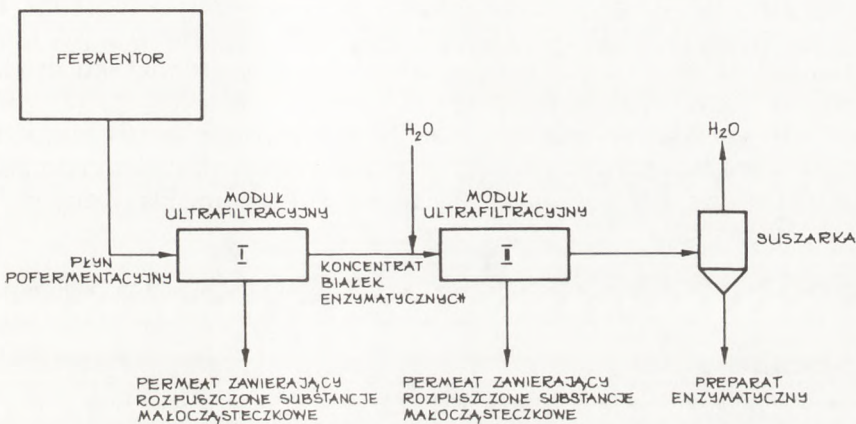 FERMENTOR
H₂O
H₂O
MODUŁ
ULTRAFILTRACYJNY
MODUŁ
ULTRAFILTRACYJNY
I
II
SUSZARKA
PŁYN
POFERMENTACYJNY
KONCENTRAT
BIAŁEK
ENZYMATYCZNYCH
PERMEAT ZAWIERAJĄCY
ROZPUSZCZONE SUBSTANCJE
MAŁOCZĄSTECZKOWE
PERMEAT ZAWIERAJĄCY
ROZPUSZCZONE SUBSTANCJE
MAŁOCZĄSTECZKOWE
PREPARAT
ENZYMATYCZNY